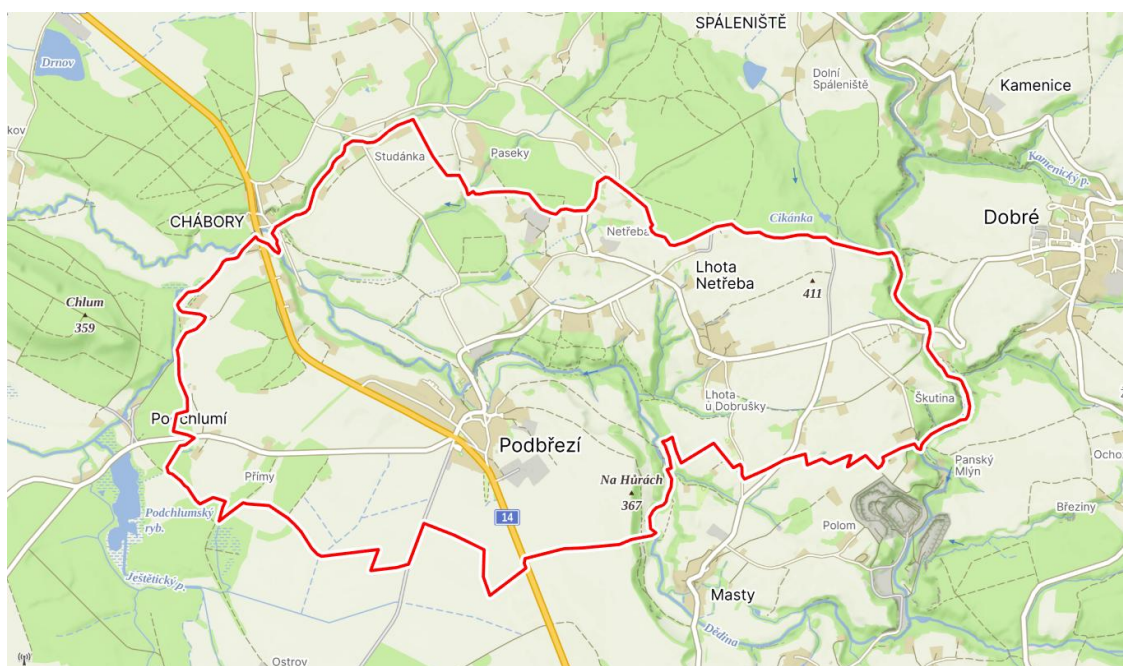 SPÁLENIŠTĚ
Drnov
Dolní
Spáleniště
Kamenice
kov
Studánka
Paseky
Kamenický p.
CHÁBORY
Cikánka
Dobré
Netřeba
Lhota
Netřeba
411
Chlum
359
Škutina
Lhota
u Dobrušky
Podchlumí
Podbřezí
Panský
Mlýn
Ochoz
Přímy
Na Hůrách
367
Podchlumský
ryb.
14
Polom
Březiny
Ještětický p.
Masty
Dědina
Ostrov